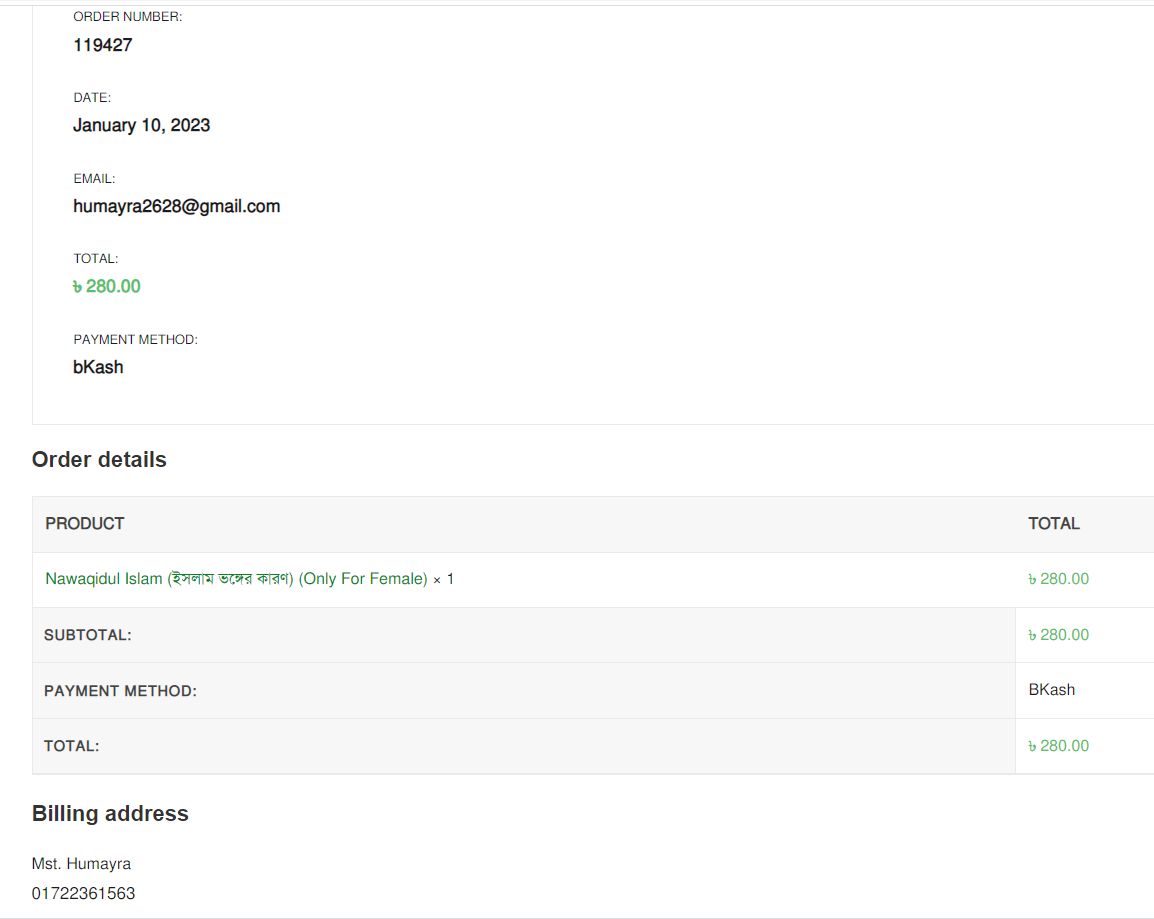 ORDER NUMBER:
119427
DATE:
January 10, 2023
EMAIL:
humayra2628@gmail.com
TOTAL:
৳ 280.00
PAYMENT METHOD:
bKash
Order details
PRODUCT TOTAL
Nawaqidul Islam (ইসলাম ভঙ্গের কারণ) (Only For Female) × 1 ৳ 280.00
SUBTOTAL: ৳ 280.00
PAYMENT METHOD: BKash
TOTAL: ৳ 280.00
Billing address
Mst. Humayra
01722361563